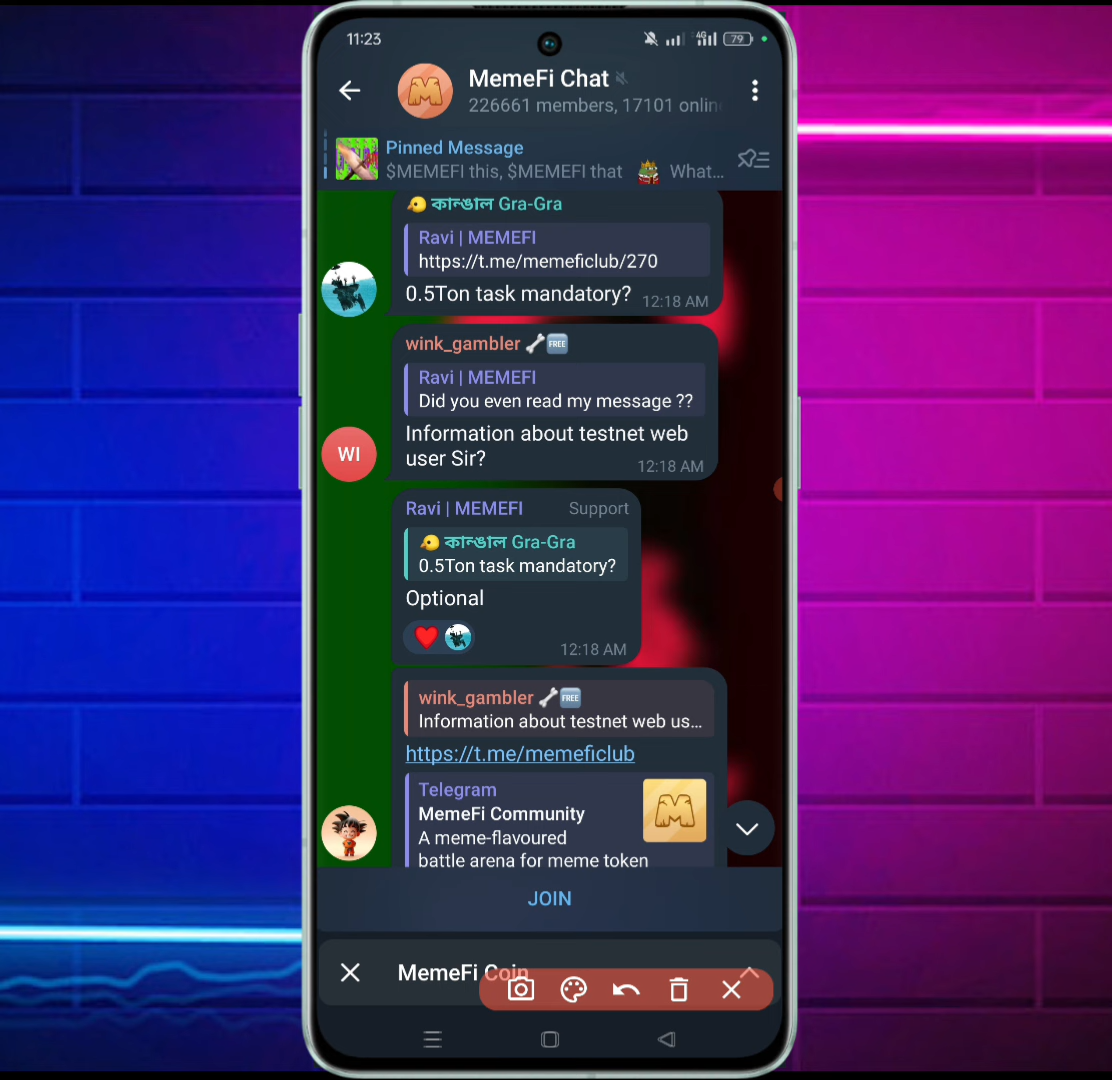 11:23
4G
79
MemeFi Chat
226661 members, 17101 onlin
Pinned Message
$MEMEFI this, $MEMEFI that What...
Gra-Gra
Ravi | MEMEFI
https://t.me/memeficlub/270
0.5Ton task mandatory?
12:18 AM
wink_gambler FREE
Ravi | MEMEFI
Did you even read my message ??
Information about testnet web
user Sir?
12:18 AM
WI
Ravi | MEMEFI Support
Gra-Gra
0.5Ton task mandatory?
Optional
12:18 AM
wink_gambler FREE
Information about testnet web us...
https://t.me/memeficlub
Telegram
MemeFi Community
A meme-flavoured
battle arena for meme token
JOIN
MemeFi Coin